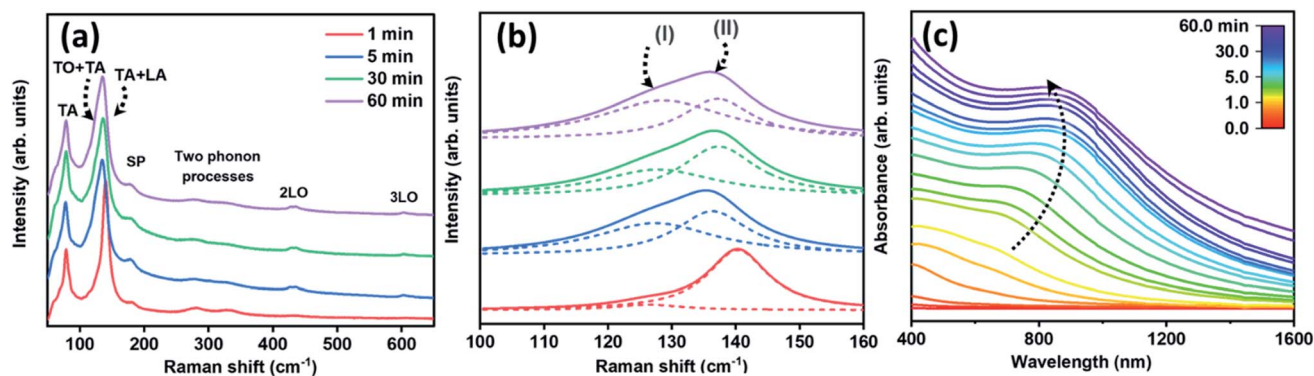 (a)
1 min
5 min
30 min
60 min
TO+TA
TA+LA
TA
SP
Two phonon
processes
2LO
3LO
Intensity (arb. units)
100 200 300 400 500 600
Raman shift (cm-1)
(b)
(I)
(II)
Intensity (arb. units)
100 110 120 130 140 150 160
Raman shift (cm-1)
(c)
60.0 min
30.0
5.0
1.0
0.0
Absorbance (arb. units)
400 800 1200 1600
Wavelength (nm)